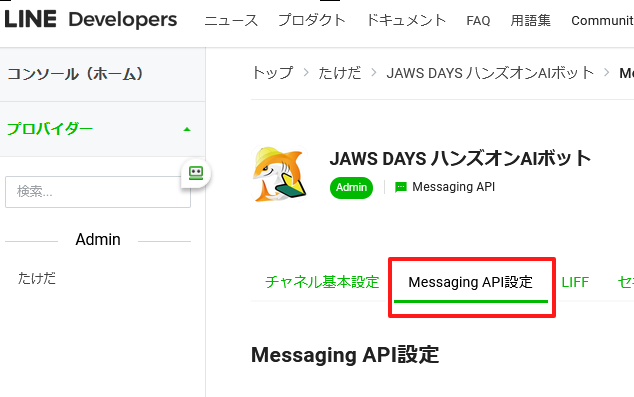 LINE Developers ニュース プロダクト ドキュメント FAQ 用語集 Communi
コンソール（ホーム）
トップ > たけだ > JAWS DAYS ハンズオンAIボット > Me
プロバイダー
JAWS DAYS ハンズオンAIボット
Admin Messaging API
検索...
Admin
たけだ
チャネル基本設定 Messaging API設定 LIFF セキ
Messaging API設定